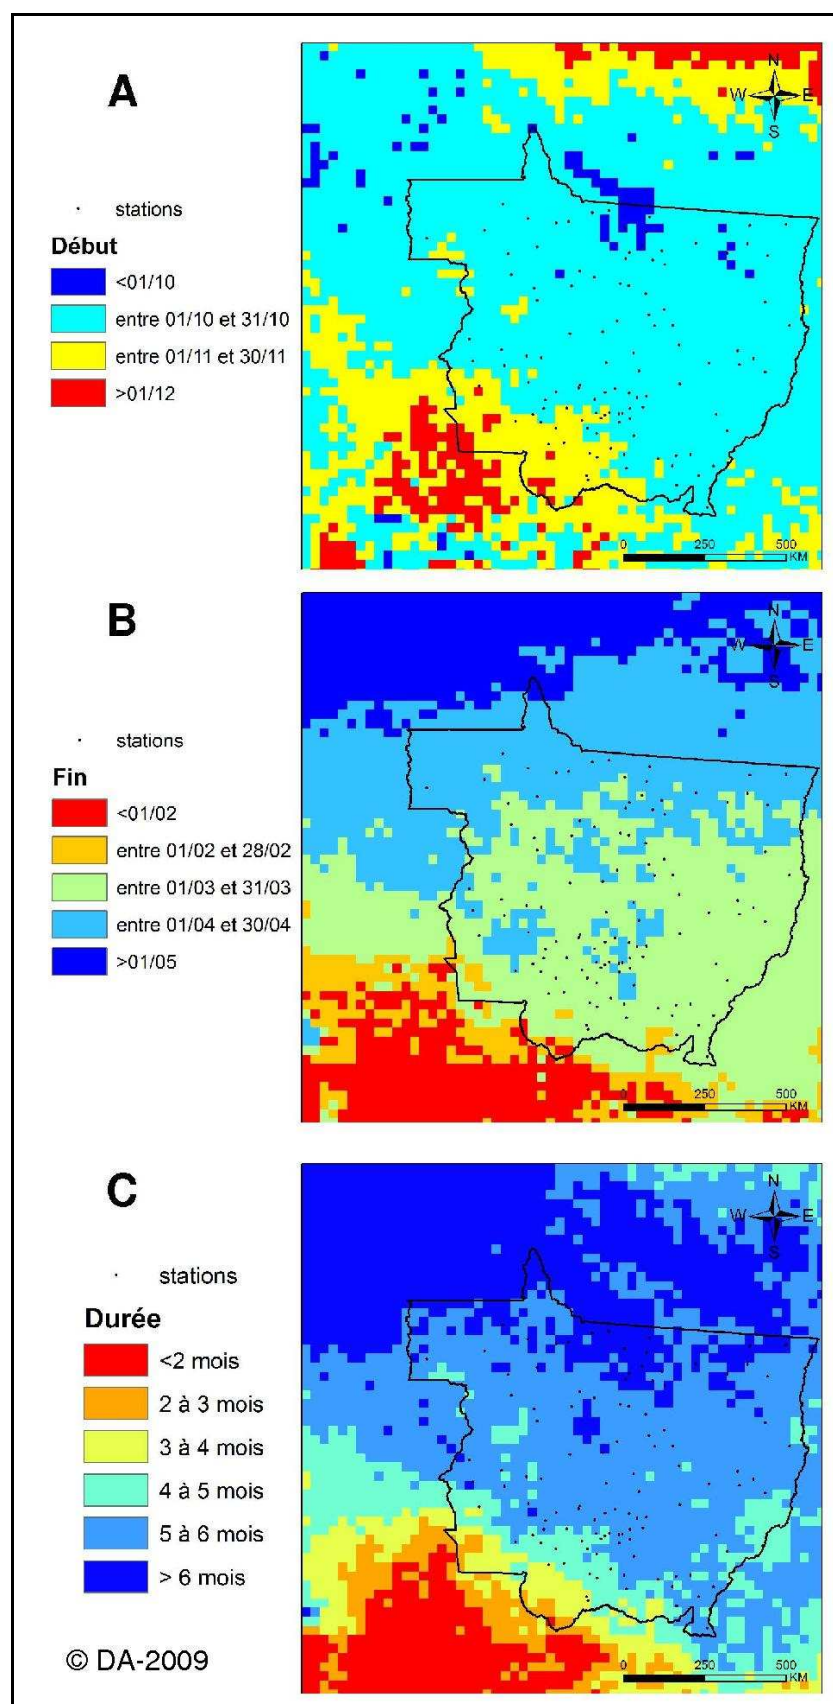 A
N
W E
S
stations
Début
<01/10
entre 01/10 et 31/10
entre 01/11 et 30/11
>01/12
0 250 500
KM
B
N
W E
S
stations
Fin
<01/02
entre 01/02 et 28/02
entre 01/03 et 31/03
entre 01/04 et 30/04
>01/05
0 250 500
KM
C
N
W E
S
stations
Durée
<2 mois
2 à 3 mois
3 à 4 mois
4 à 5 mois
5 à 6 mois
> 6 mois
0 250 500
KM
© DA-2009